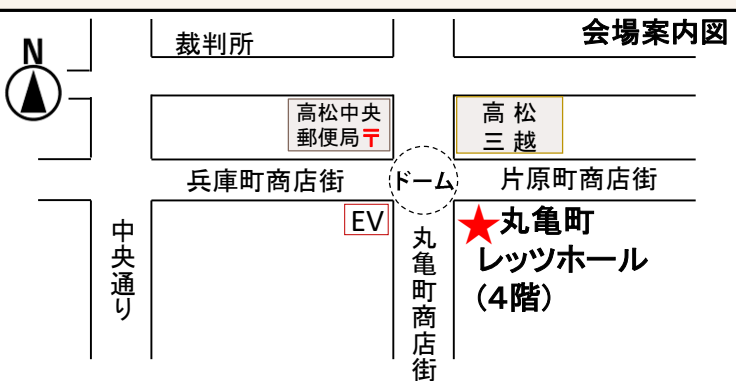 会場案内図
裁判所
N
高松中央
郵便局〒
高松
三越
兵庫町商店街
ドーム
片原町商店街
EV
★丸亀町
レッツホール
(4階)
中央通り
丸亀町商店街